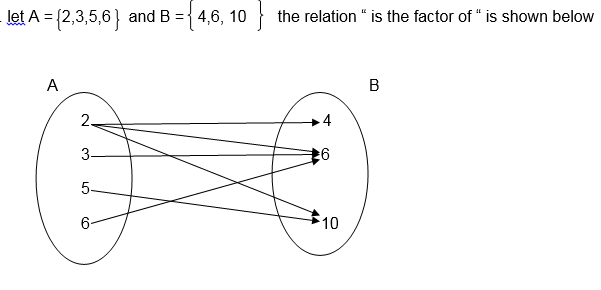 let A = {2,3,5,6} and B = { 4,6, 10 } the relation “ is the factor of “ is shown below
A B
2 4
3 6
5
6 10